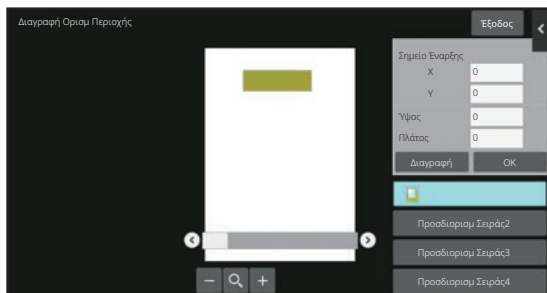 Διαγραφή Ορισμ Περιοχής
Έξοδος
Σημείο Έναρξης
X 0
Y 0
Ύψος 0
Πλάτος 0
Διαγραφή OK
Προσδιορισμ Σειράς2
Προσδιορισμ Σειράς3
Προσδιορισμ Σειράς4